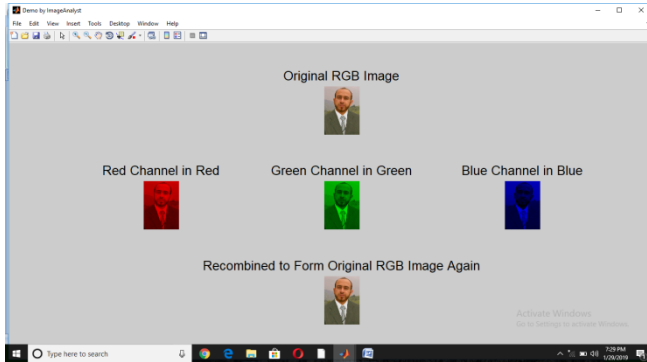 Demo by ImageAnalyst
File Edit View Insert Tools Desktop Window Help
Original RGB Image
Red Channel in Red
Green Channel in Green
Blue Channel in Blue
Recombined to Form Original RGB Image Again
Activate Windows
Go to Settings to activate Windows.
Type here to search
7:29 PM
1/29/2019